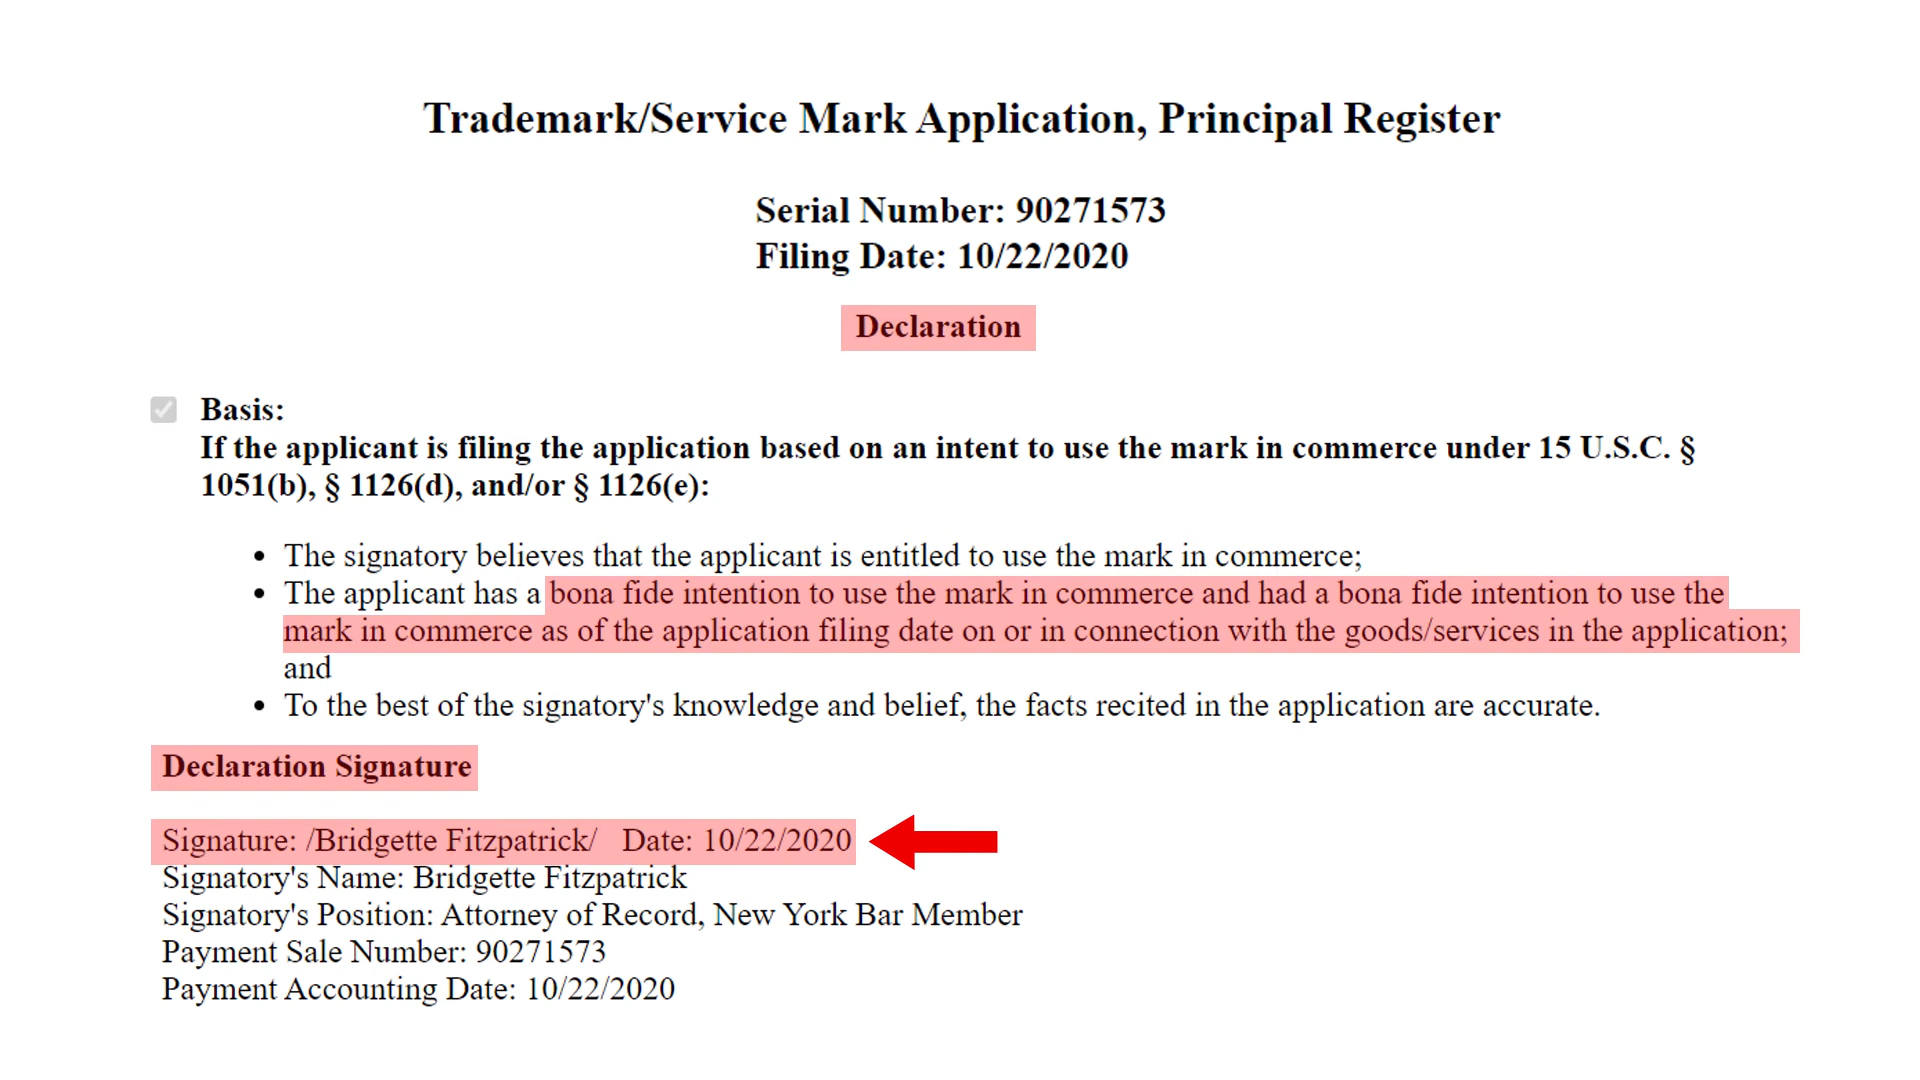 Trademark/Service Mark Application, Principal Register
Serial Number: 90271573
Filing Date: 10/22/2020
Declaration
Basis:
If the applicant is filing the application based on an intent to use the mark in commerce under 15 U.S.C. §
1051(b), § 1126(d), and/or § 1126(e):
• The signatory believes that the applicant is entitled to use the mark in commerce;
• The applicant has a bona fide intention to use the mark in commerce and had a bona fide intention to use the
mark in commerce as of the application filing date on or in connection with the goods/services in the application;
and
• To the best of the signatory's knowledge and belief, the facts recited in the application are accurate.
Declaration Signature
Signature: /Bridgette Fitzpatrick/ Date: 10/22/2020
Signatory's Name: Bridgette Fitzpatrick
Signatory's Position: Attorney of Record, New York Bar Member
Payment Sale Number: 90271573
Payment Accounting Date: 10/22/2020